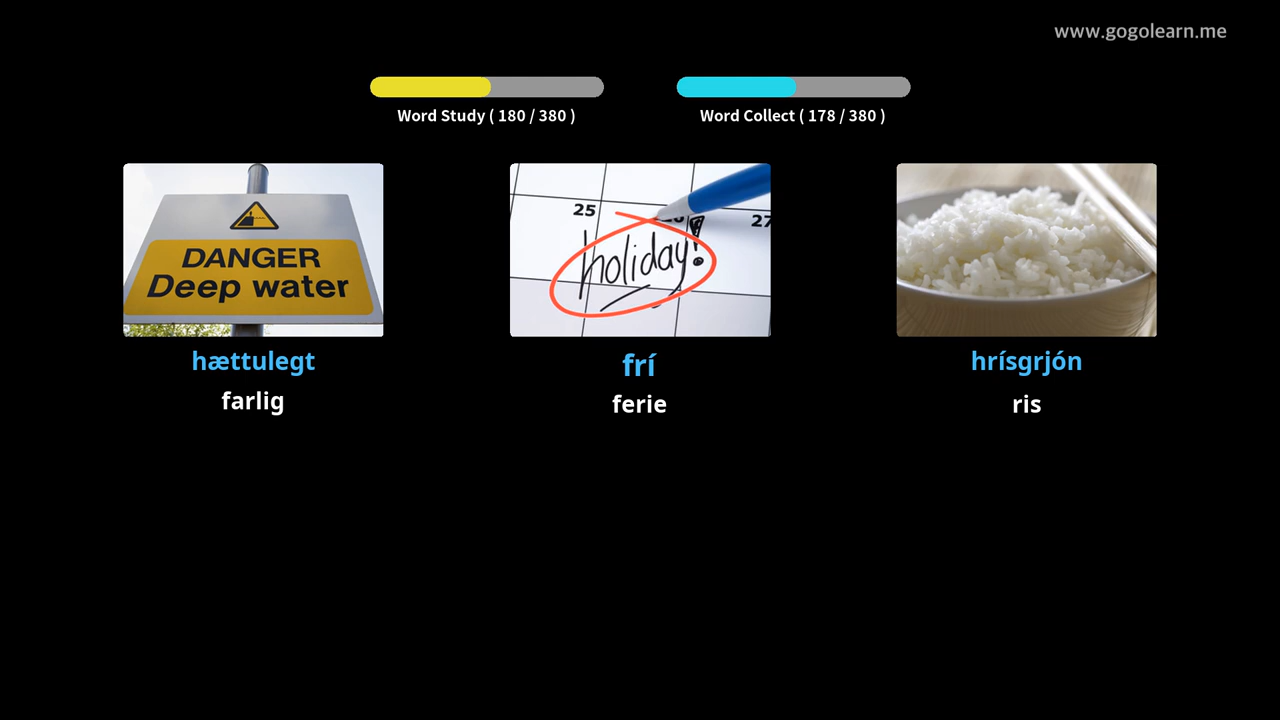 www.gogolearn.me
Word Study ( 180 / 380 )
Word Collect ( 178 / 380 )
DANGER
Deep water
25
27
holiday!
hættulegt
frí
hrísgrjón
farlig
ferie
ris